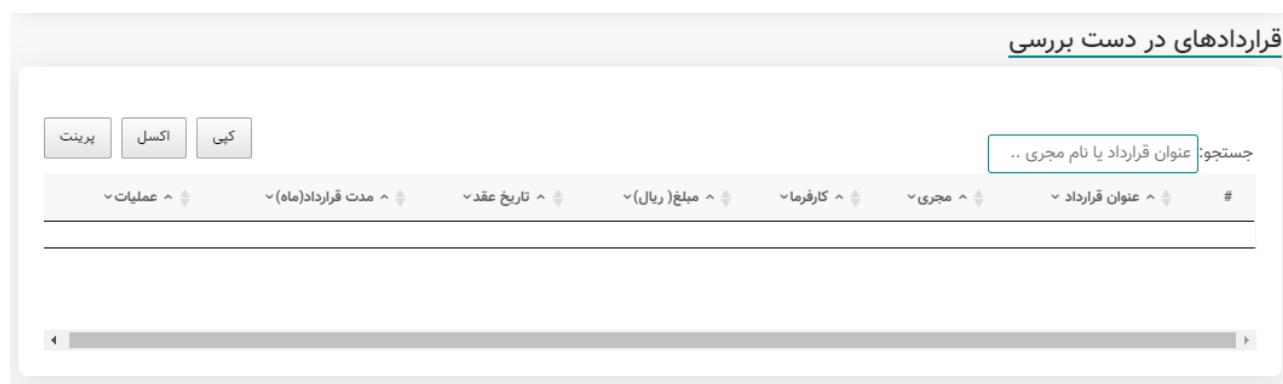 قراردادهای در دست بررسی
کپی اکسل پرینت
جستجو: عنوان قرارداد یا نام مجری ..
# عنوان قرارداد مجری کارفرما مبلغ( ریال) تاریخ عقد مدت قرارداد(ماه) عملیات